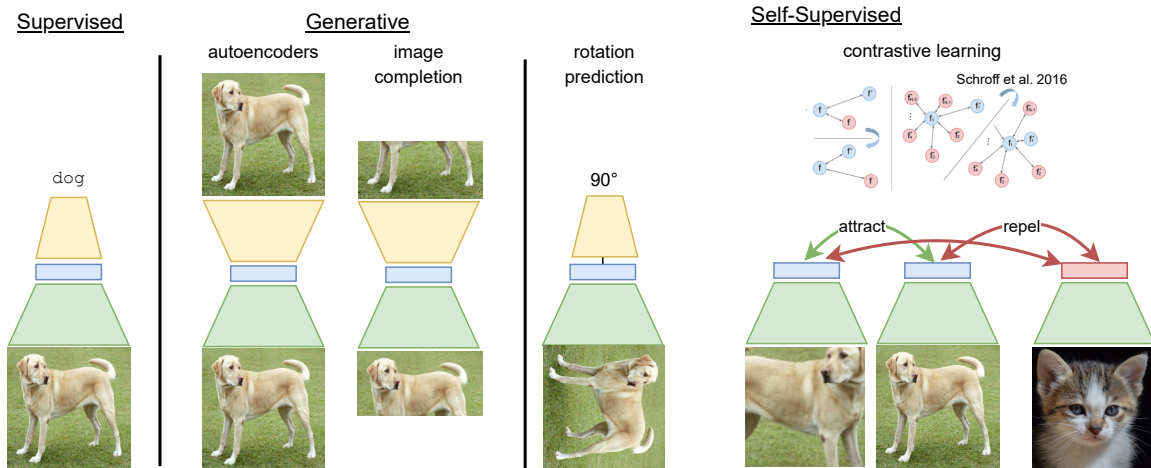 Supervised
Generative
Self-Supervised
autoencoders
image
completion
rotation
prediction
contrastive learning
Schroff et al. 2016
dog
90°
attract
repel